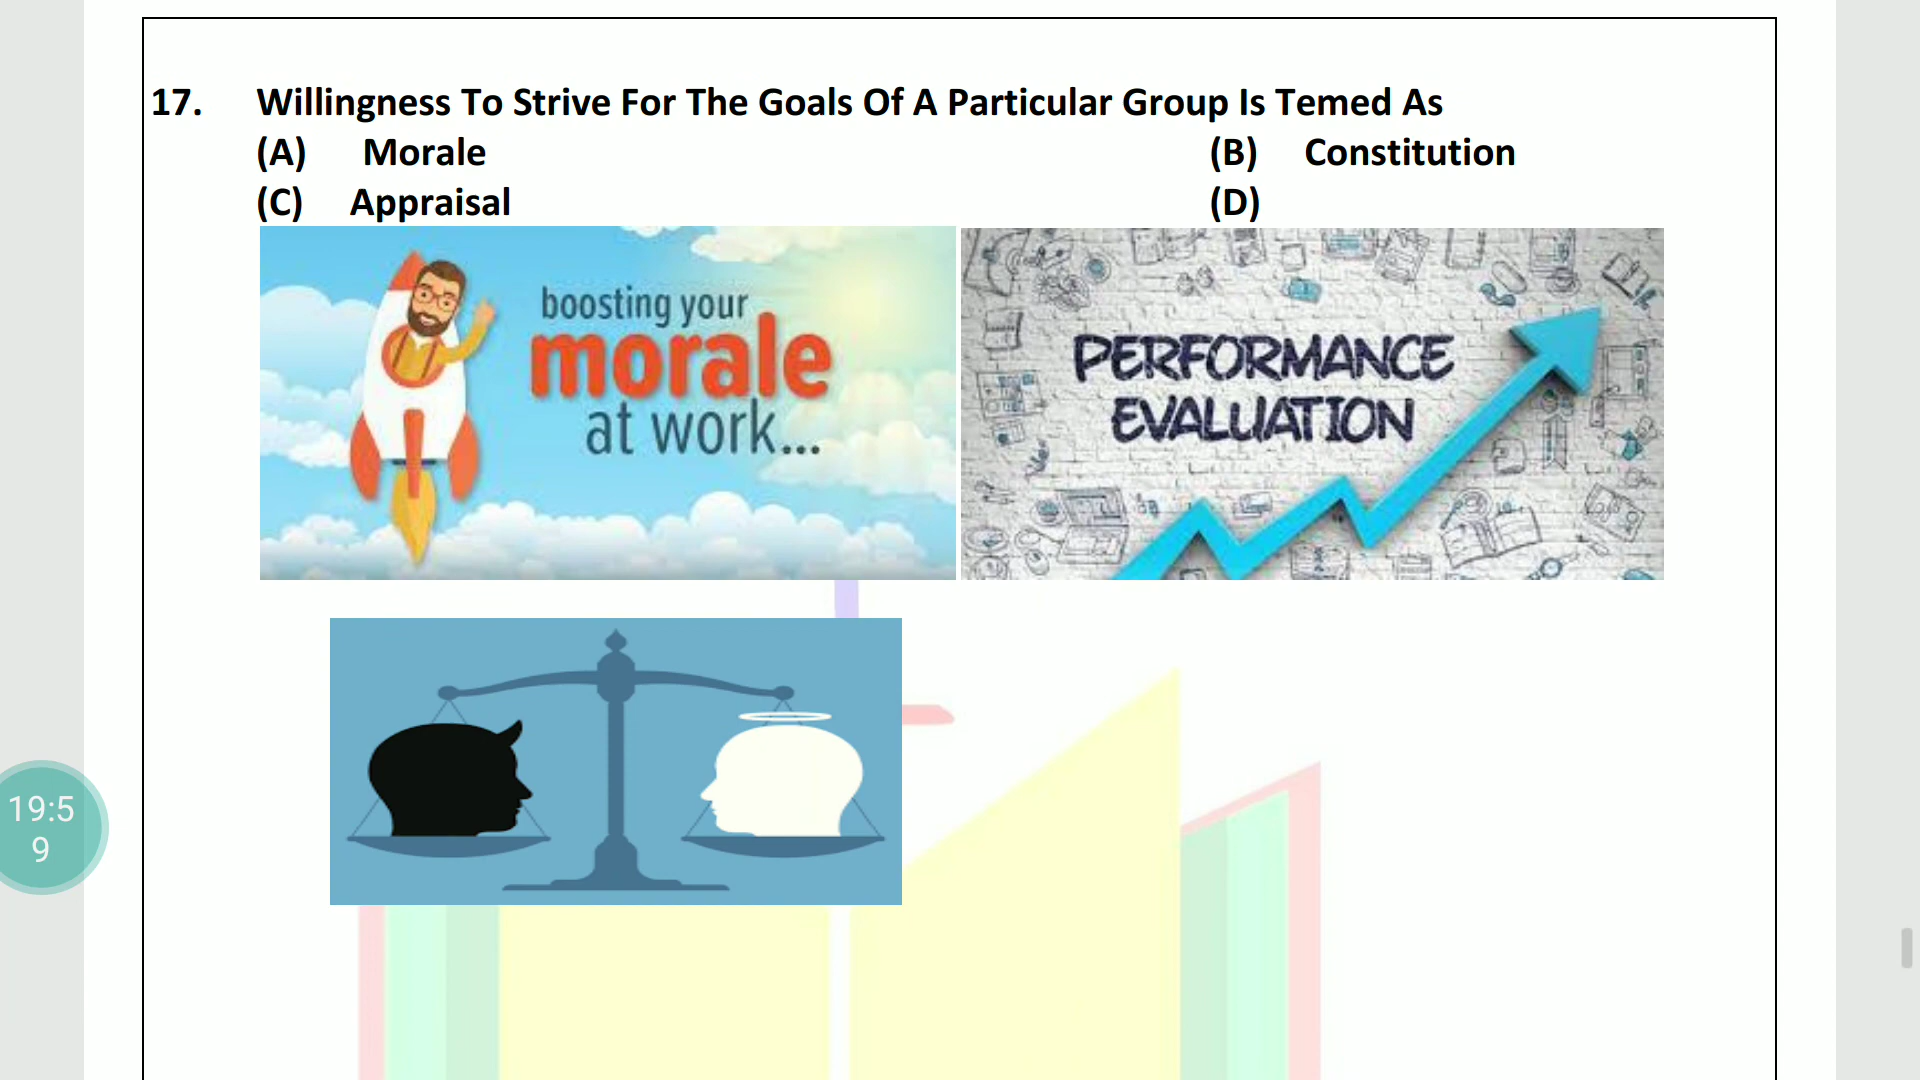 17. Willingness To Strive For The Goals Of A Particular Group Is Temed As
(A) Morale (B) Constitution
(C) Appraisal (D)
boosting your
morale
at work...
PERFORMANCE
EVALUATION
19:5
9